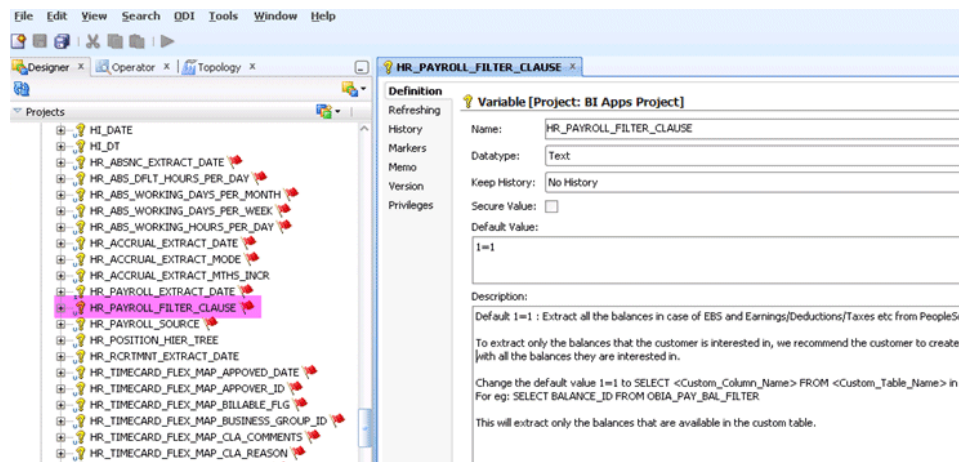 File Edit View Search ODI Tools Window Help
Designer Operator Topology
HR_PAYROLL_FILTER_CLAUSE
Projects
HI_DATE
HI_DT
HR_ABSNC_EXTRACT_DATE
HR_ABS_DFLT_HOURS_PER_DAY
HR_ABS_WORKING_DAYS_PER_MONTH
HR_ABS_WORKING_DAYS_PER_WEEK
HR_ABS_WORKING_HOURS_PER_DAY
HR_ACCRUAL_EXTRACT_DATE
HR_ACCRUAL_EXTRACT_MODE
HR_ACCRUAL_EXTRACT_MTHS_INCR
HR_PAYROLL_EXTRACT_DATE
HR_PAYROLL_FILTER_CLAUSE
HR_PAYROLL_SOURCE
HR_POSITION_HIER_TREE
HR_RCRTMNT_EXTRACT_DATE
HR_TIMECARD_FLEX_MAP_APPOVED_DATE
HR_TIMECARD_FLEX_MAP_APPOVER_ID
HR_TIMECARD_FLEX_MAP_BILLABLE_FLG
HR_TIMECARD_FLEX_MAP_BUSINESS_GROUP_ID
HR_TIMECARD_FLEX_MAP_CLA_COMMENTS
HR_TIMECARD_FLEX_MAP_CLA_REASON
Definition
Refreshing
History
Markers
Memo
Version
Privileges
Variable [Project: BI Apps Project]
Name: HR_PAYROLL_FILTER_CLAUSE
Datatype: Text
Keep History: No History
Secure Value:
Default Value:
1=1
Description:
Default 1=1 : Extract all the balances in case of EBS and Earnings/Deductions/Taxes etc from PeopleS
To extract only the balances that the customer is interested in, we recommend the customer to create
with all the balances they are interested in.
Change the default value 1=1 to SELECT <Custom_Column_Name> FROM <Custom_Table_Name> in
For eg: SELECT BALANCE_ID FROM OBIA_PAY_BAL_FILTER
This will extract only the balances that are available in the custom table.